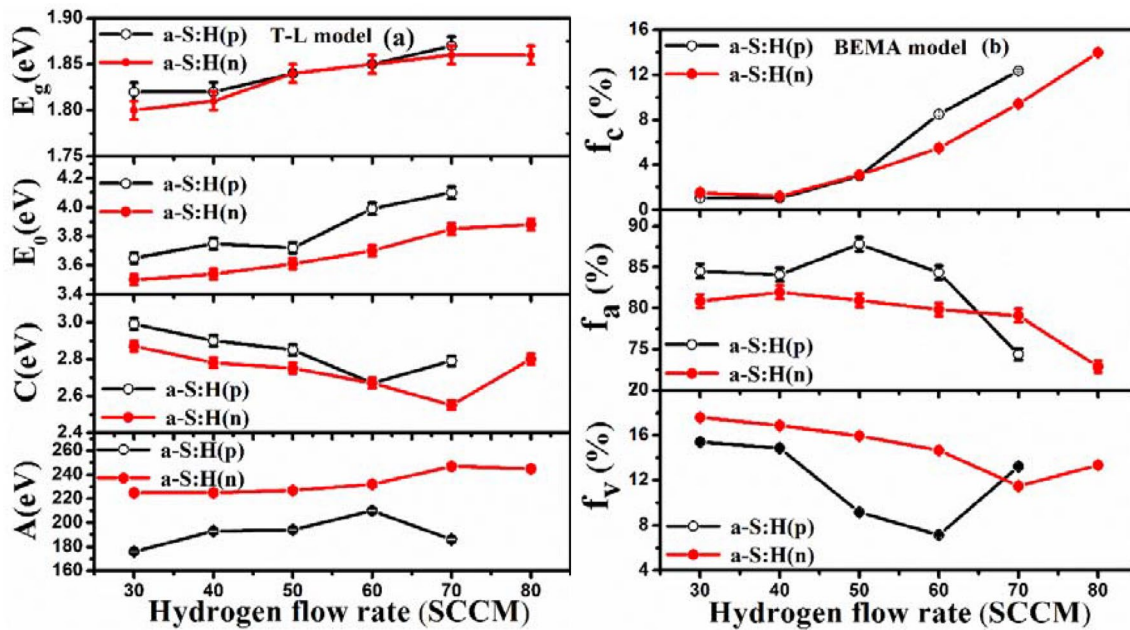 1.90
1.85
1.80
1.75
Eg(eV)
a-S:H(p)
a-S:H(n)
T-L model (a)
4.2
4.0
3.8
3.6
3.4
E0(eV)
a-S:H(p)
a-S:H(n)
3.0
2.8
2.6
2.4
C(eV)
a-S:H(p)
a-S:H(n)
260
240
220
200
180
160
A(eV)
a-S:H(p)
a-S:H(n)
30 40 50 60 70 80
Hydrogen flow rate (SCCM)
16
12
8
4
0
fc (%)
a-S:H(p)
a-S:H(n)
BEMA model (b)
90
85
80
75
fa (%)
a-S:H(p)
a-S:H(n)
20
16
12
8
4
fv (%)
a-S:H(p)
a-S:H(n)
30 40 50 60 70 80
Hydrogen flow rate (SCCM)